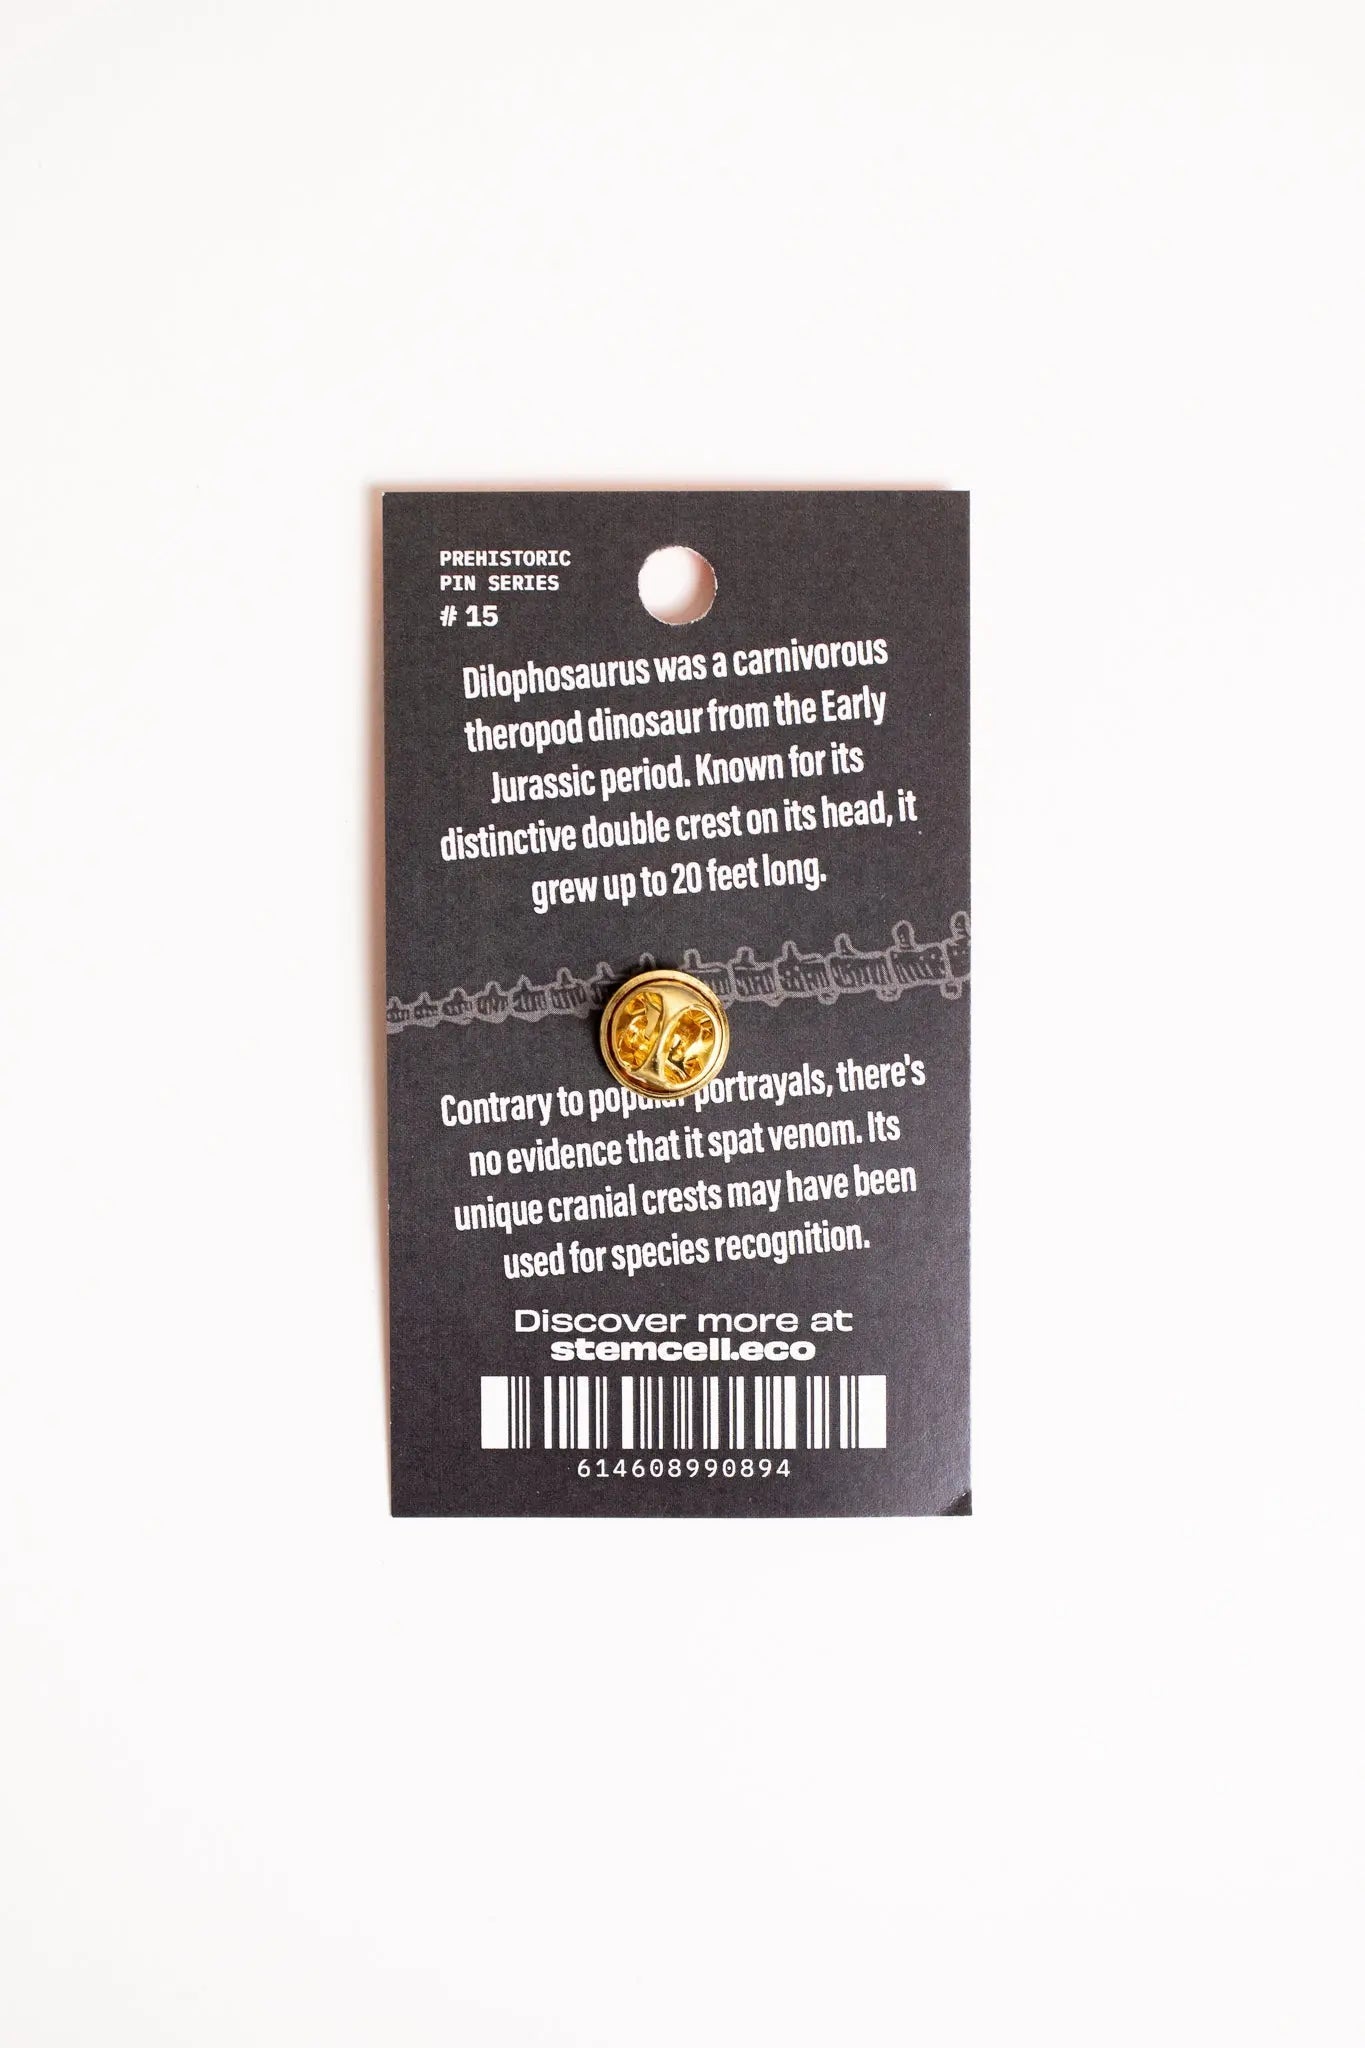 PREHISTORIC
PIN SERIES
# 15
Dilophosaurus was a carnivorous
theropod dinosaur from the Early
Jurassic period. Known for its
distinctive double crest on its head, it
grew up to 20 feet long.
Contrary to popular portrayals, there's
no evidence that it spat venom. Its
unique cranial crests may have been
used for species recognition.
Discover more at
stemcell.eco
614608990894